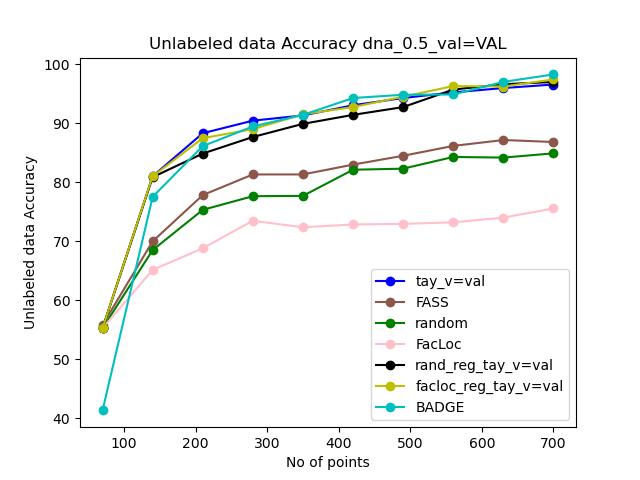 Unlabeled data Accuracy dna_0.5_val=VAL
100
90
80
70
60
50
40
Unlabeled data Accuracy
tay_v=val
FASS
random
FacLoc
rand_reg_tay_v=val
facloc_reg_tay_v=val
BADGE
100 200 300 400 500 600 700
No of points